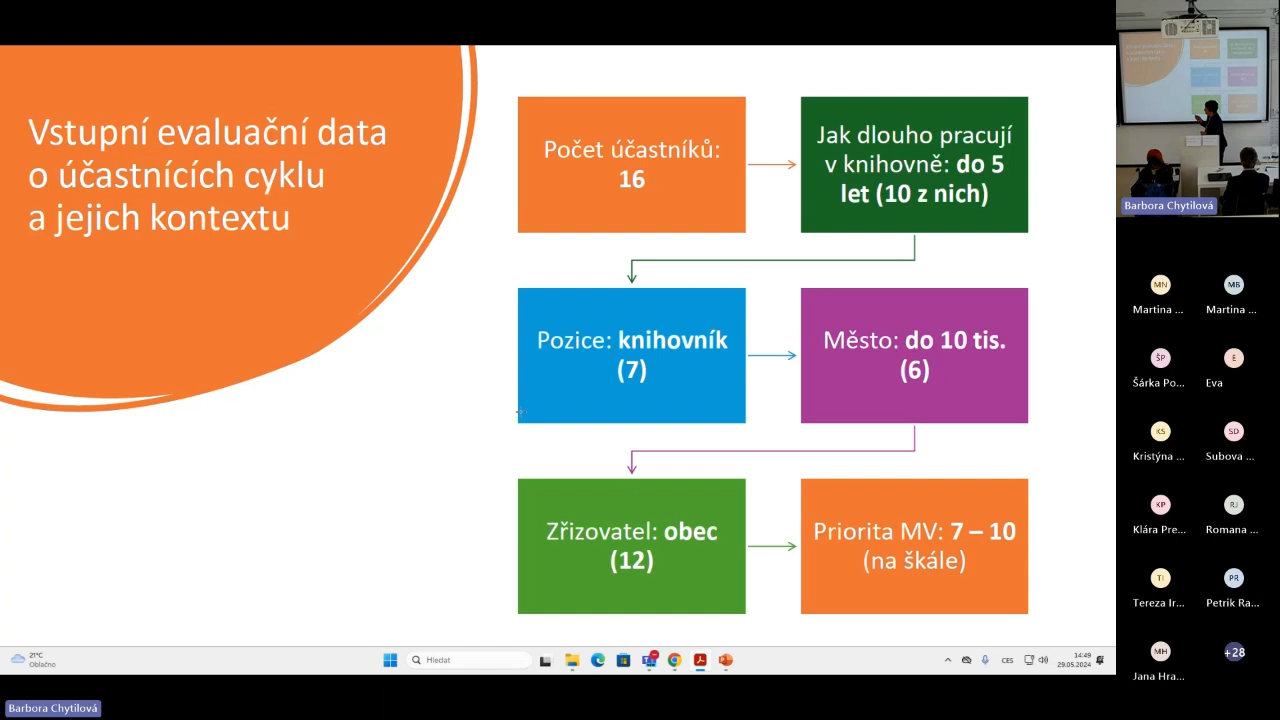 Vstupní evaluační data
o účastnících cyklu
a jejich kontextu
Počet účastníků:
16
Jak dlouho pracují
v knihovně: do 5
let (10 z nich)
Pozice: knihovník
(7)
Město: do 10 tis.
(6)
Zřizovatel: obec
(12)
Priorita MV: 7 – 10
(na škále)
21°C
Oblačno
Hledat
CES
14:49
29.05.2024
Barbora Chytilová
Barbora Chytilová
MN
MB
Martina ...
Martina ...
ŠP
E
Šárka Po...
Eva
KS
SD
Kristýna ...
Subova ...
KP
RJ
Klára Pre...
Romana ...
TI
PR
Tereza Ir...
Petrik Ra...
MH
+28
Jana Hra...